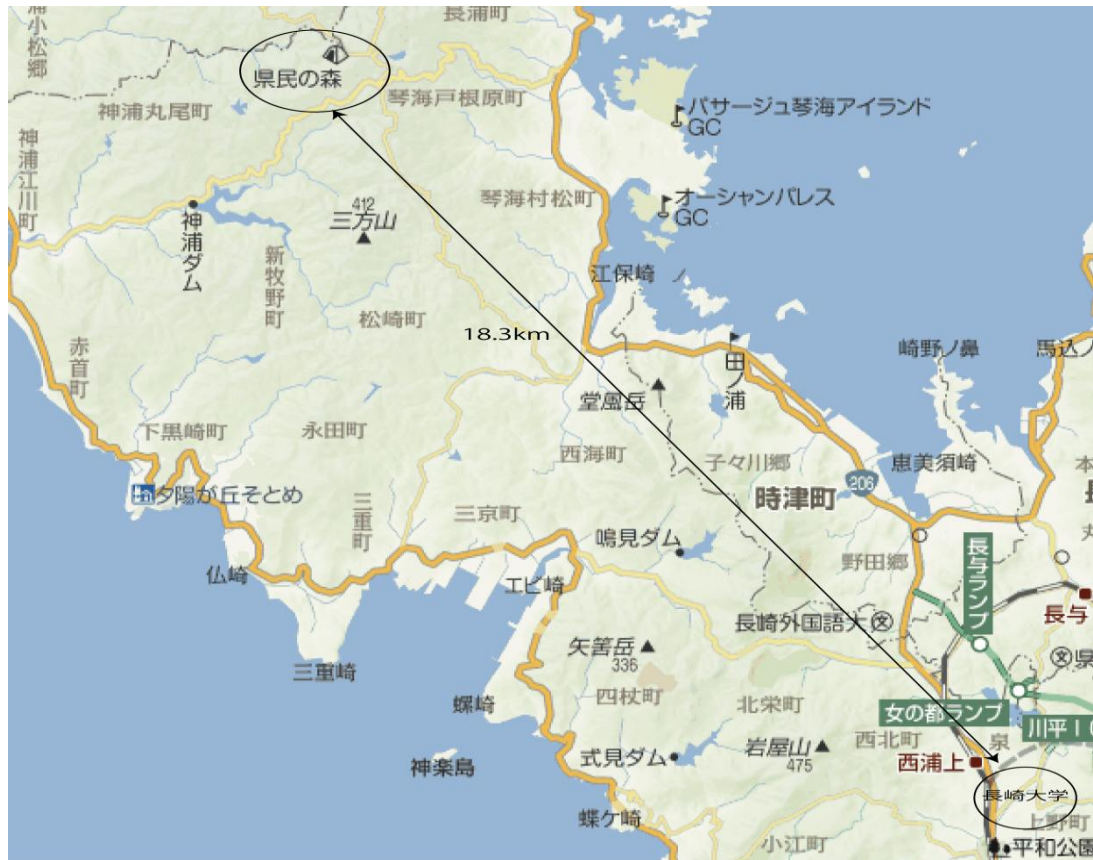 浦小松郷
長浦町
県民の森
神浦丸尾町
琴海戸根原町
パサージュ琴海アイランド
GC
神浦江川町
琴海村松町
オーシャンパレス
GC
412
三方山
神浦ダム
新牧野町
江保崎
松崎町
18.3km
田ノ浦
崎野ノ鼻
馬込ノ
赤首町
堂風岳
下黒崎町
永田町
西海町
子々川郷
恵美須崎
本
夕陽が丘そとめ
206
時津町
長
三重町
三京町
鳴見ダム
野田郷
丸
仏崎
エビ崎
長与ランプ
長与
長崎外国語大
文
矢筈岳
336
文
県
三重崎
四杖町
北栄町
螺崎
女の都ランプ
川平IC
岩屋山
475
西北町
泉
神楽島
式見ダム
西浦上
長崎大学
蝶ケ崎
上野町
小江町
平和公園